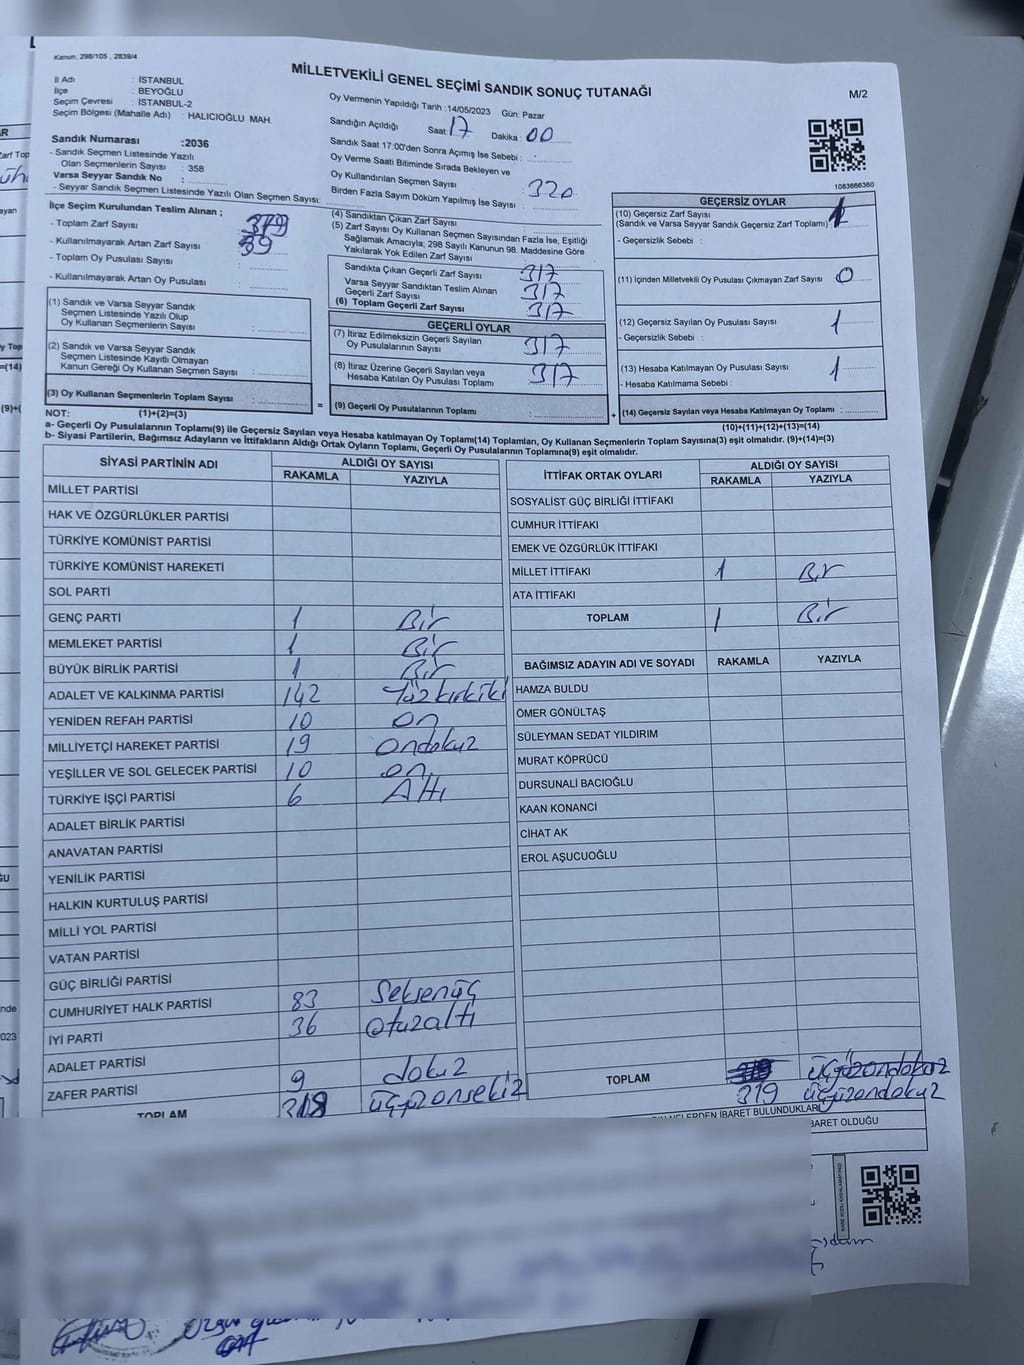 Kanun: 298/105 , 2839/4
MİLLETVEKİLİ GENEL SEÇİMİ SANDIK SONUÇ TUTANAĞI
M/2
İl Adı : İSTANBUL
İlçe : BEYOĞLU
Seçim Çevresi : İSTANBUL-2
Seçim Bölgesi (Mahalle Adı) : HALICIOĞLU MAH.
Sandık Numarası :2036
- Sandık Seçmen Listesinde Yazılı
Olan Seçmenlerin Sayısı : 358
Varsa Seyyar Sandık No :
- Seyyar Sandık Seçmen Listesinde Yazılı Olan Seçmen Sayısı:
Oy Vermenin Yapıldığı Tarih :14/05/2023 Gün: Pazar
Sandığın Açıldığı Saat: 17 Dakika : 00
Sandık Saat 17:00'den Sonra Açımış İse Sebebi :
Oy Verme Saati Bitiminde Sırada Bekleyen ve
Oy Kullandırılan Seçmen Sayısı : 320
Birden Fazla Sayım Döküm Yapılmış İse Sayısı :
1083666360
İlçe Seçim Kurulundan Teslim Alınan ;
- Toplam Zarf Sayısı : 379
- Kullanılmayarak Artan Zarf Sayısı : 59
- Toplam Oy Pusulası Sayısı :
- Kullanılmayarak Artan Oy Pusulası :
(1) Sandık ve Varsa Seyyar Sandık
Seçmen Listesinde Yazılı Olup
Oy Kullanan Seçmenlerin Sayısı :
(2) Sandık ve Varsa Seyyar Sandık
Seçmen Listesinde Kayıtlı Olmayan
Kanun Gereği Oy Kullanan Seçmen Sayısı :
(3) Oy Kullanan Seçmenlerin Toplam Sayısı :
(4) Sandıktan Çıkan Zarf Sayısı :
(5) Zarf Sayısı Oy Kullanan Seçmen Sayısından Fazla İse, Eşitliği
Sağlamak Amacıyla; 298 Sayılı Kanunun 98. Maddesine Göre
Yakılarak Yok Edilen Zarf Sayısı :
Sandıkta Çıkan Geçerli Zarf Sayısı : 317
Varsa Seyyar Sandıktan Teslim Alınan
Geçerli Zarf Sayısı : 317
(6) Toplam Geçerli Zarf Sayısı : 317
GEÇERLİ OYLAR
(7) İtiraz Edilmeksizin Geçerli Sayılan
Oy Pusulalarının Sayısı : 317
(8) İtiraz Üzerine Geçerli Sayılan veya
Hesaba Katılan Oy Pusulası Toplamı : 317
= (9) Geçerli Oy Pusulalarının Toplamı :
GEÇERSİZ OYLAR
(10) Geçersiz Zarf Sayısı
(Sandık ve Varsa Seyyar Sandık Geçersiz Zarf Toplamı) : 1
- Geçersizlik Sebebi :
(11) İçinden Milletvekili Oy Pusulası Çıkmayan Zarf Sayısı : 0
(12) Geçersiz Sayılan Oy Pusulası Sayısı : 1
- Geçersizlik Sebebi :
(13) Hesaba Katılmayan Oy Pusulası Sayısı : 1
- Hesaba Katılmama Sebebi :
+ (14) Geçersiz Sayılan veya Hesaba Katılmayan Oy Toplamı :
NOT: (1)+(2)=(3)
(10)+(11)+(12)+(13)=(14)
a- Geçerli Oy Pusulalarının Toplamı(9) ile Geçersiz Sayılan veya Hesaba katılmayan Oy Toplamı(14) Toplamları, Oy Kullanan Seçmenlerin Toplam Sayısına(3) eşit olmalıdır. (9)+(14)=(3)
b- Siyasi Partilerin, Bağımsız Adayların ve İttifakların Aldığı Ortak Oyların Toplamı, Geçerli Oy Pusulalarının Toplamına(9) eşit olmalıdır.
SİYASİ PARTİNİN ADI ALDIĞI OY SAYISI
RAKAMLA YAZIYLA
MİLLET PARTİSİ
HAK VE ÖZGÜRLÜKLER PARTİSİ
TÜRKİYE KOMÜNİST PARTİSİ
TÜRKİYE KOMÜNİST HAREKETİ
SOL PARTİ
GENÇ PARTİ 1 Bir
MEMLEKET PARTİSİ 1 Bir
BÜYÜK BİRLİK PARTİSİ 1 Bir
ADALET VE KALKINMA PARTİSİ 142 Yüzkırkiki
YENİDEN REFAH PARTİSİ 10 on
MİLLİYETÇİ HAREKET PARTİSİ 19 ondokuz
YEŞİLLER VE SOL GELECEK PARTİSİ 10 on
TÜRKİYE İŞÇİ PARTİSİ 6 Altı
ADALET BİRLİK PARTİSİ
ANAVATAN PARTİSİ
YENİLİK PARTİSİ
HALKIN KURTULUŞ PARTİSİ
MİLLİ YOL PARTİSİ
VATAN PARTİSİ
GÜÇ BİRLİĞİ PARTİSİ
CUMHURİYET HALK PARTİSİ 83 Seksenüç
İYİ PARTİ 36 otuzaltı
ADALET PARTİSİ
ZAFER PARTİSİ 9 dokuz
TOPLAM 318 üçyüzonsekiz
İTTİFAK ORTAK OYLARI ALDIĞI OY SAYISI
RAKAMLA YAZIYLA
SOSYALİST GÜÇ BİRLİĞİ İTTİFAKI
CUMHUR İTTİFAKI
EMEK VE ÖZGÜRLÜK İTTİFAKI
MİLLET İTTİFAKI 1 Bir
ATA İTTİFAKI
TOPLAM 1 Bir
BAĞIMSIZ ADAYIN ADI VE SOYADI RAKAMLA YAZIYLA
HAMZA BULDU
ÖMER GÖNÜLTAŞ
SÜLEYMAN SEDAT YILDIRIM
MURAT KÖPRÜCÜ
DURSUNALİ BACIOĞLU
KAAN KONANCİ
CİHAT AK
EROL AŞUCUOĞLU
TOPLAM 319 üçyüzondokuz
319 üçyüzondokuz
İBARET BULUNDUKLARI
BARET OLDUĞU